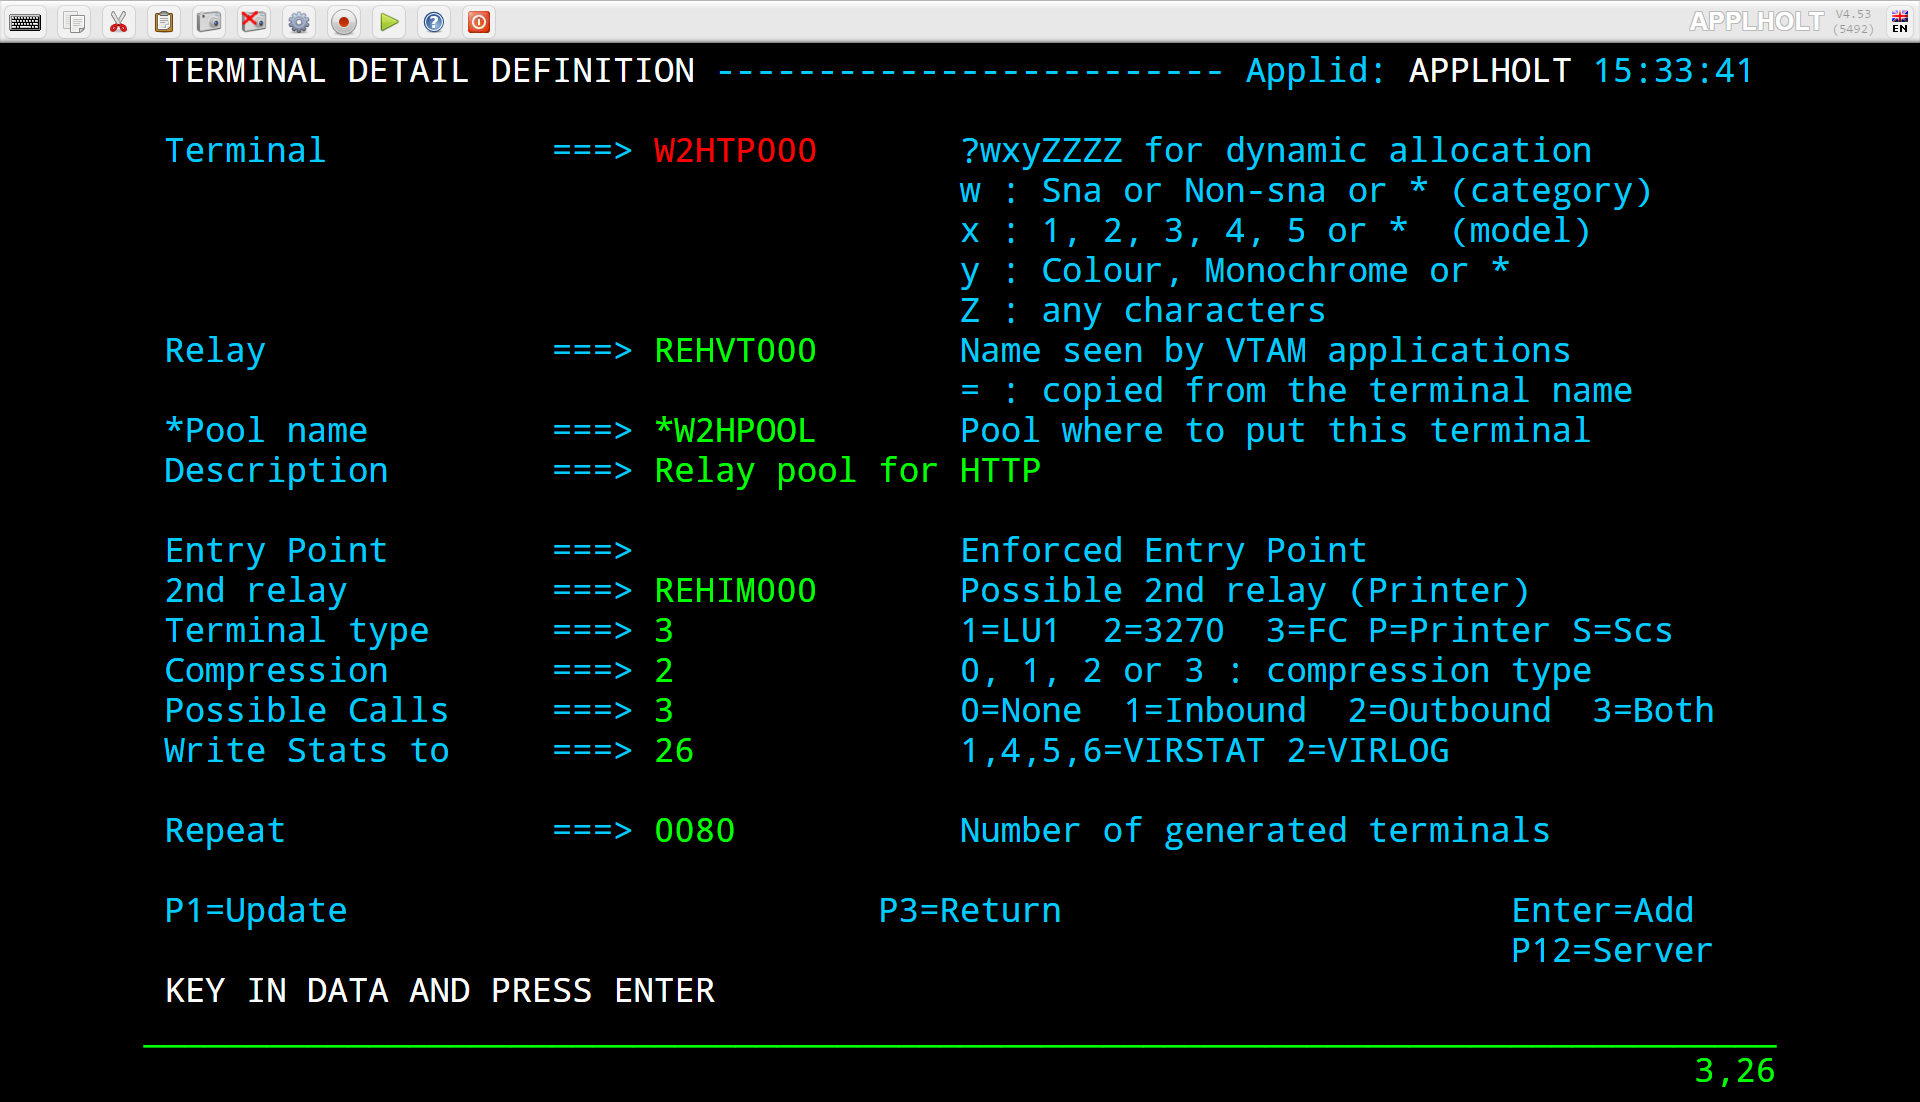 APPLHOLT V4.53 (5492) EN
TERMINAL DETAIL DEFINITION ------------------------- Applid: APPLHOLT 15:33:41
Terminal ===> W2HTP000 ?wxyZZZZ for dynamic allocation
w : Sna or Non-sna or * (category)
x : 1, 2, 3, 4, 5 or * (model)
y : Colour, Monochrome or *
Z : any characters
Relay ===> REHVT000 Name seen by VTAM applications
= : copied from the terminal name
*Pool name ===> *W2HPOOL Pool where to put this terminal
Description ===> Relay pool for HTTP
Entry Point ===> Enforced Entry Point
2nd relay ===> REHIM000 Possible 2nd relay (Printer)
Terminal type ===> 3 1=LU1 2=3270 3=FC P=Printer S=Scs
Compression ===> 2 0, 1, 2 or 3 : compression type
Possible Calls ===> 3 0=None 1=Inbound 2=Outbound 3=Both
Write Stats to ===> 26 1,4,5,6=VIRSTAT 2=VIRLOG
Repeat ===> 0080 Number of generated terminals
P1=Update P3=Return Enter=Add
P12=Server
KEY IN DATA AND PRESS ENTER
3,26